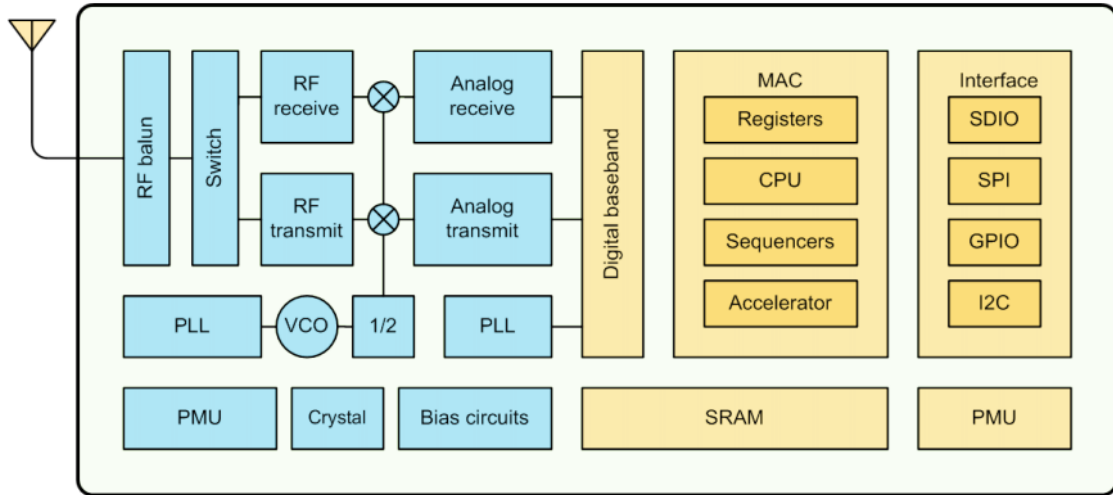 RF balun
Switch
RF
receive
Analog
receive
RF
transmit
Analog
transmit
PLL
VCO
1/2
PLL
Digital baseband
MAC
Registers
CPU
Sequencers
Accelerator
Interface
SDIO
SPI
GPIO
I2C
PMU
Crystal
Bias circuits
SRAM
PMU